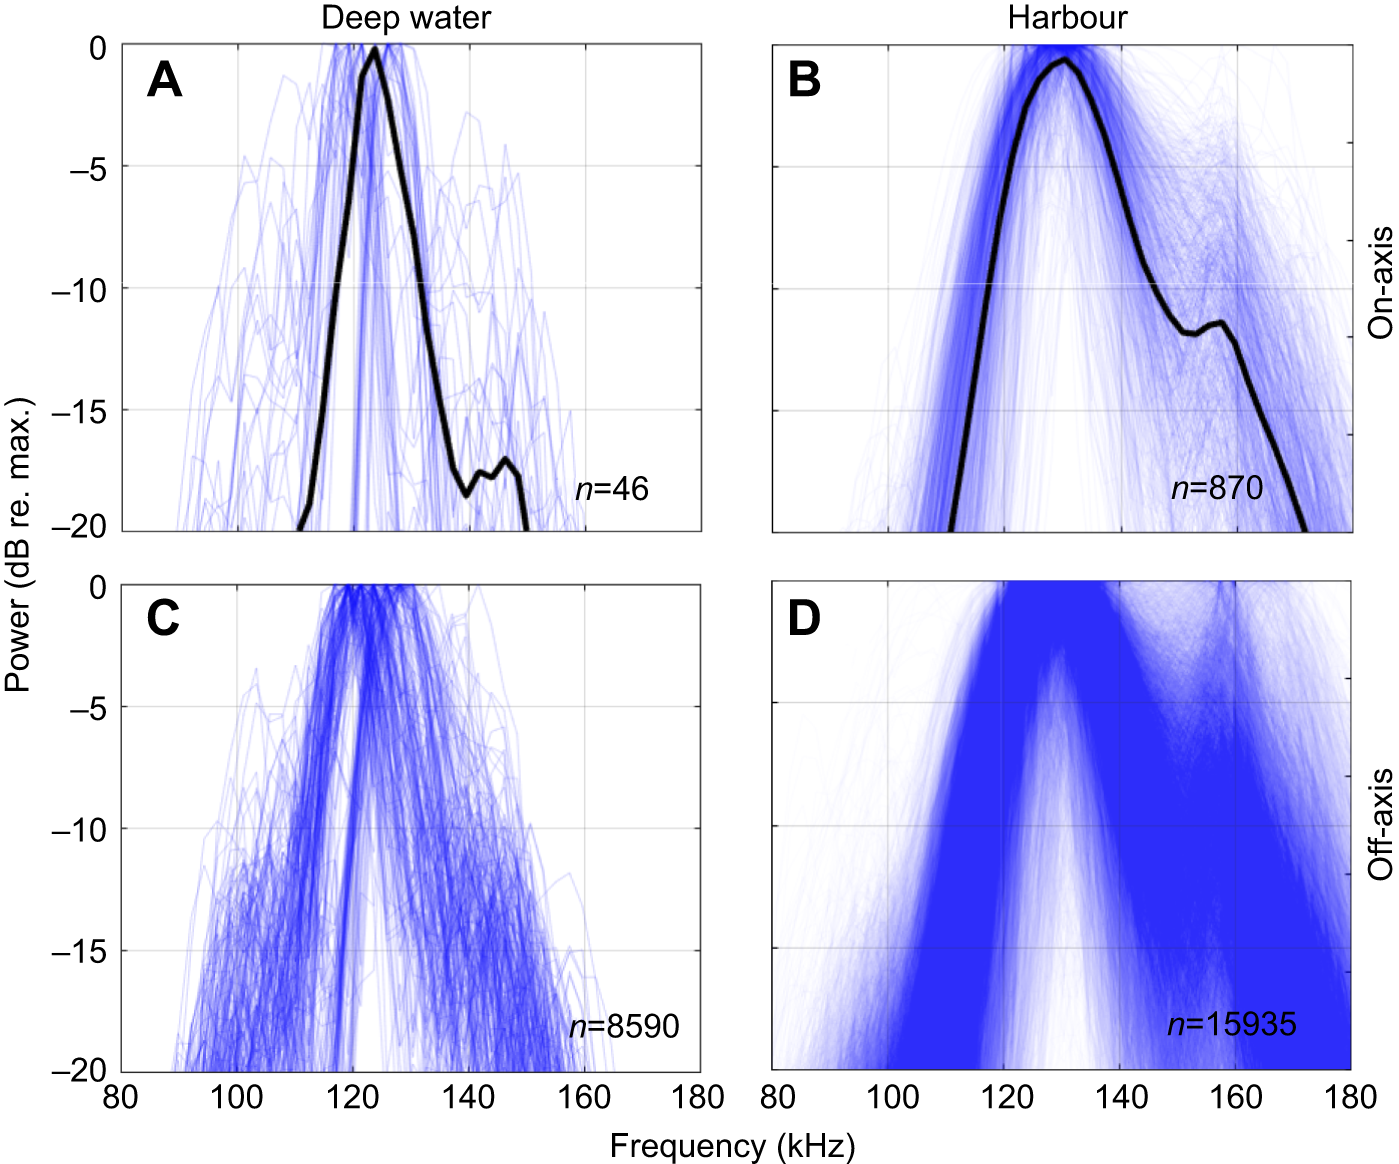 Deep water
Harbour
A
B
0
–5
–10
–15
–20
n=46
n=870
On-axis
Power (dB re. max.)
C
D
0
–5
–10
–15
–20
n=8590
n=15935
Off-axis
80 100 120 140 160 180
80 100 120 140 160 180
Frequency (kHz)